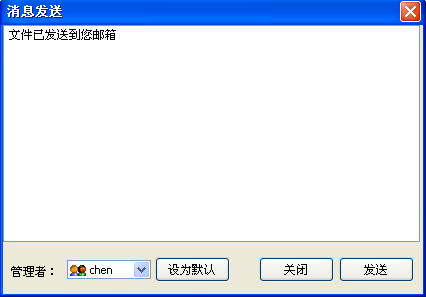 消息发送
文件已发送到您邮箱
管理者：
chen
设为默认
关闭
发送